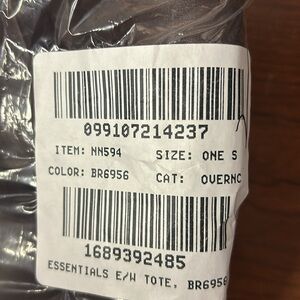 099107214237
ITEM: NN594 SIZE: ONE S
COLOR: BR6956 CAT: OVERNC
1689392485
ESSENTIALS E/W TOTE, BR6956